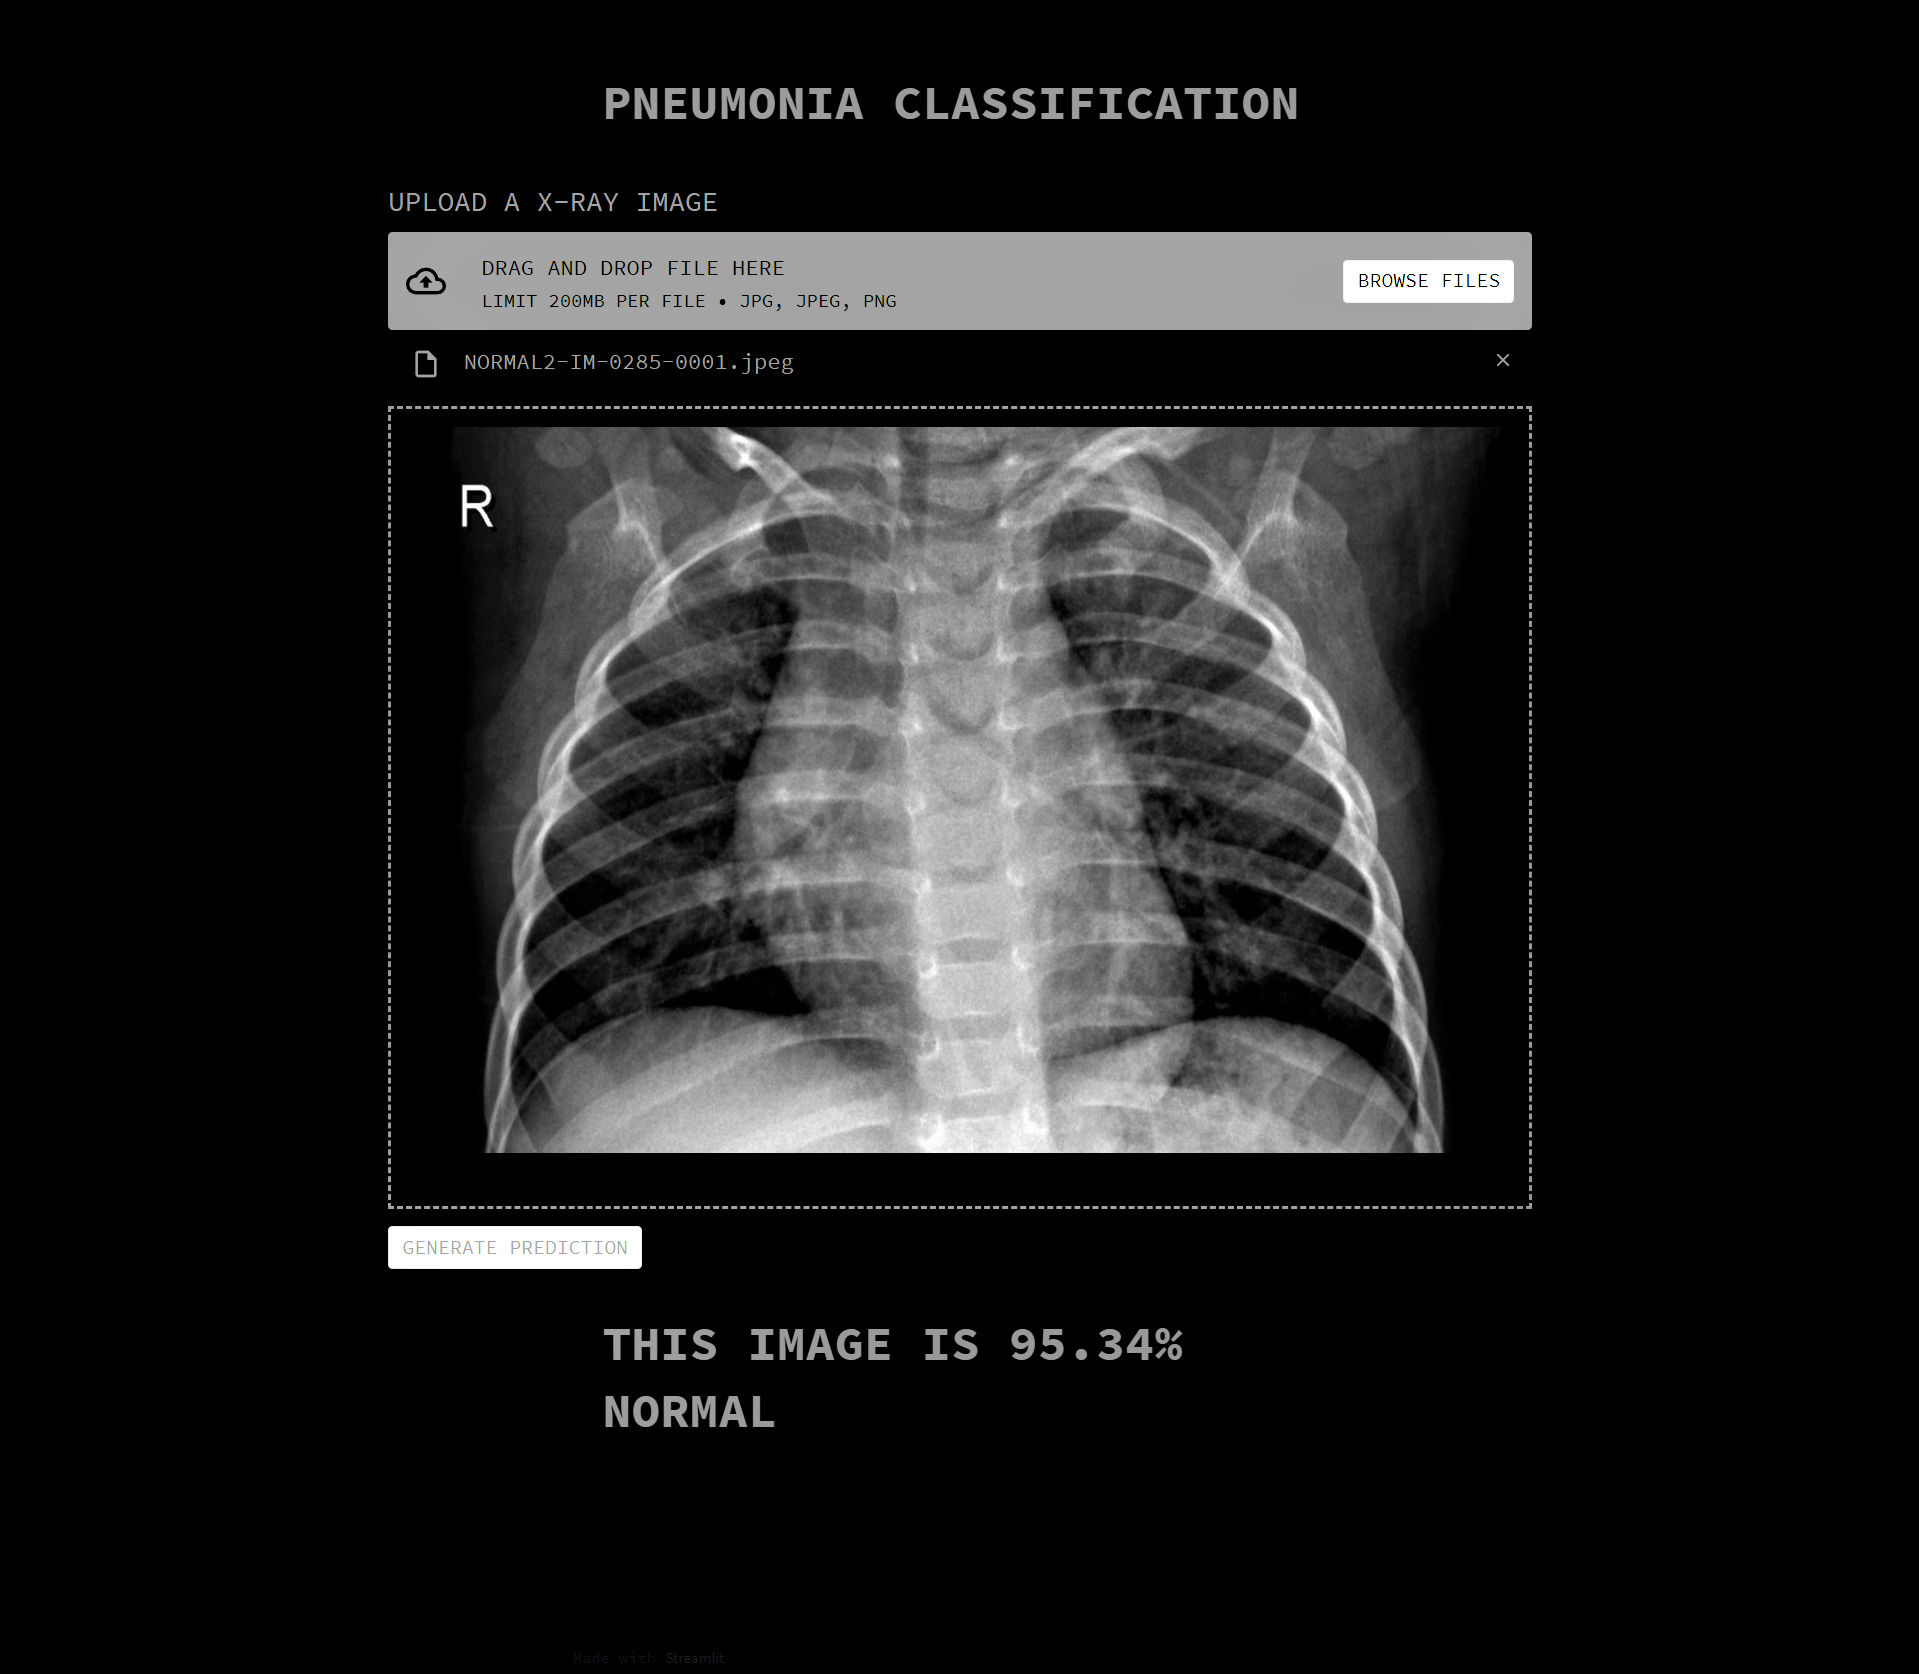 PNEUMONIA CLASSIFICATION
UPLOAD A X-RAY IMAGE
DRAG AND DROP FILE HERE
LIMIT 200MB PER FILE • JPG, JPEG, PNG
BROWSE FILES
NORMAL2-IM-0285-0001.jpeg
R
GENERATE PREDICTION
THIS IMAGE IS 95.34%
NORMAL
Made with Streamlit